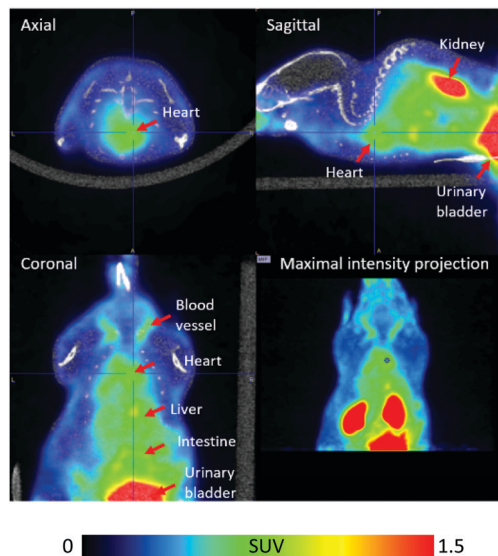 Axial
P
Heart
L
A
Sagittal
Kidney
Heart
Urinary
bladder
A
Coronal
Blood
vessel
Heart
L
Liver
Intestine
Urinary
bladder
Maximal intensity projection
0
SUV
1.5